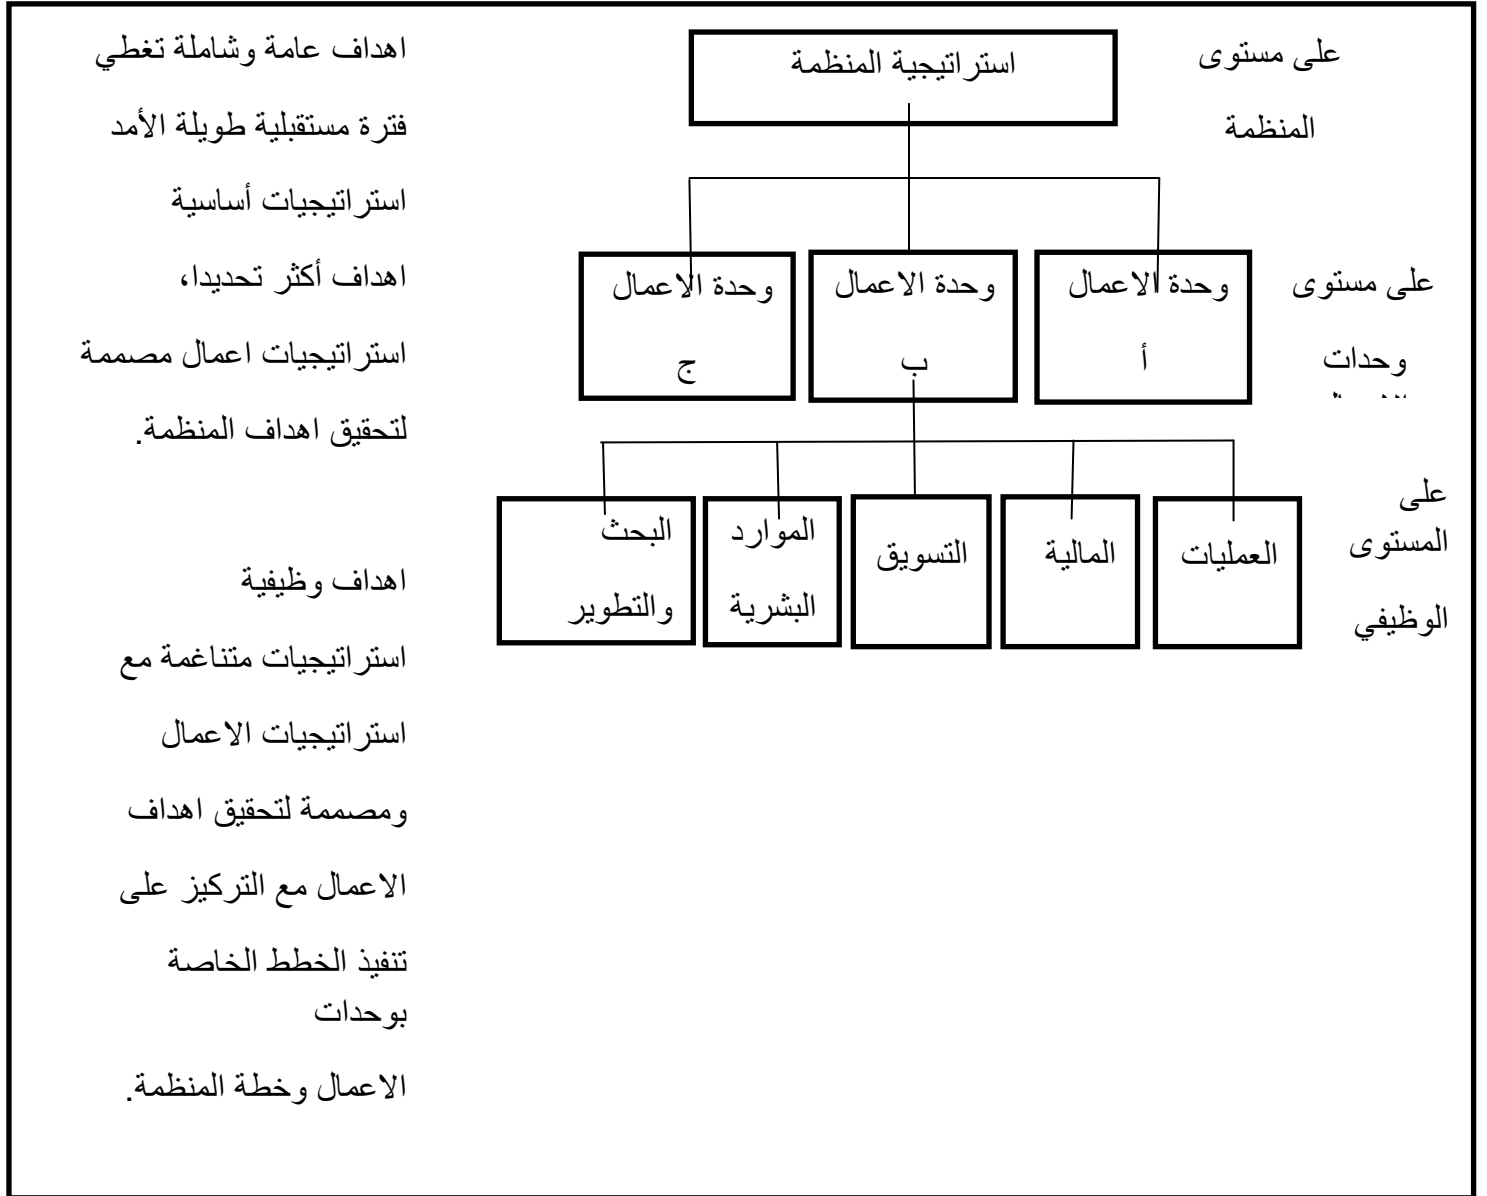 على مستوى
المنظمة
استراتيجية المنظمة
اهداف عامة وشاملة تغطي
فترة مستقبلية طويلة الأمد
استراتيجيات أساسية
على مستوى
وحدات
وحدة الاعمال
أ
وحدة الاعمال
ب
وحدة الاعمال
ج
اهداف أكثر تحديدا،
استراتيجيات اعمال مصممة
لتحقيق اهداف المنظمة.
على
المستوى
الوظيفي
العمليات
المالية
التسويق
الموارد
البشرية
البحث
والتطوير
اهداف وظيفية
استراتيجيات متناغمة مع
استراتيجيات الاعمال
ومصممة لتحقيق اهداف
الاعمال مع التركيز على
تنفيذ الخطط الخاصة
بوحدات
الاعمال وخطة المنظمة.